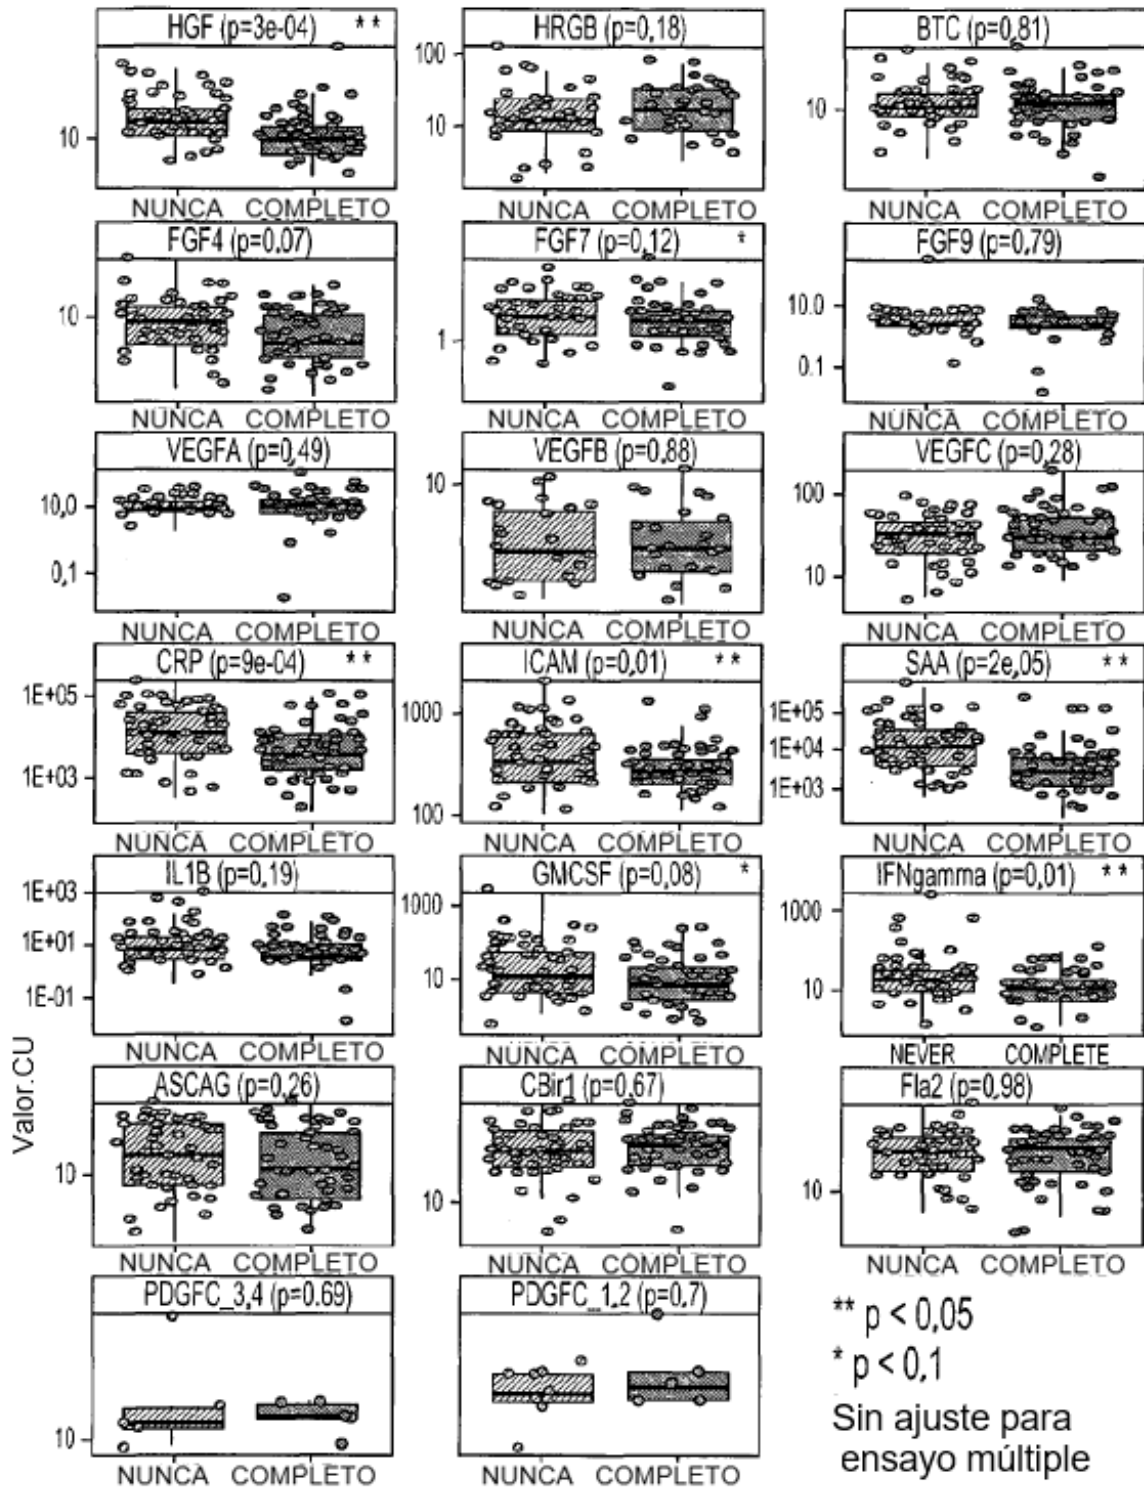 HGF (p=3e-04) **
HRGB (p=0,18)
BTC (p=0,81)
10
100
10
10
NUNCA COMPLETO
NUNCA COMPLETO
NUNCA COMPLETO
FGF4 (p=0,07)
FGF7 (p=0,12) *
FGF9 (p=0,79)
10
1
10.0
0.1
NUNCA COMPLETO
NUNCA COMPLETO
NUNCA COMPLETO
VEGFA (p=0,49)
VEGFB (p=0,88)
VEGFC (p=0,28)
10,0
0,1
10
100
10
NUNCA COMPLETO
NUNCA COMPLETO
NUNCA COMPLETO
CRP (p=9e-04) **
ICAM (p=0,01) **
SAA (p=2e,05) **
1E+05
1E+03
1000
100
1E+05
1E+04
1E+03
NUNCA COMPLETO
NUNCA COMPLETO
NUNCA COMPLETO
IL1B (p=0,19)
GMCSF (p=0,08) *
IFNgamma (p=0,01) **
1E+03
1E+01
1E-01
1000
10
1000
10
NUNCA COMPLETO
NUNCA COMPLETO
NEVER COMPLETE
ASCAG (p=0,26)
CBir1 (p=0,67)
Fla2 (p=0,98)
10
10
10
NUNCA COMPLETO
NUNCA COMPLETO
NUNCA COMPLETO
PDGFC_3,4 (p=0.69)
PDGFC_1,2 (p=0,7)
10
NUNCA COMPLETO
NUNCA COMPLETO
** p < 0,05
* p < 0,1
Sin ajuste para
ensayo múltiple
Valor.CU